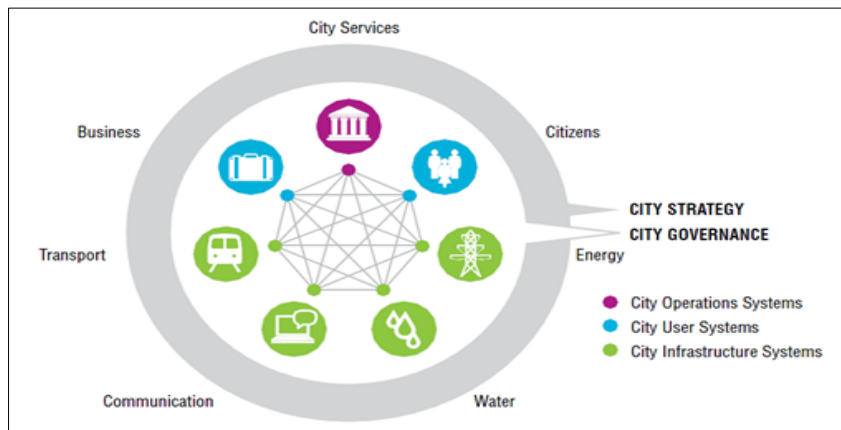 City Services
Business
Citizens
CITY STRATEGY
CITY GOVERNANCE
Transport
Energy
City Operations Systems
City User Systems
City Infrastructure Systems
Communication
Water